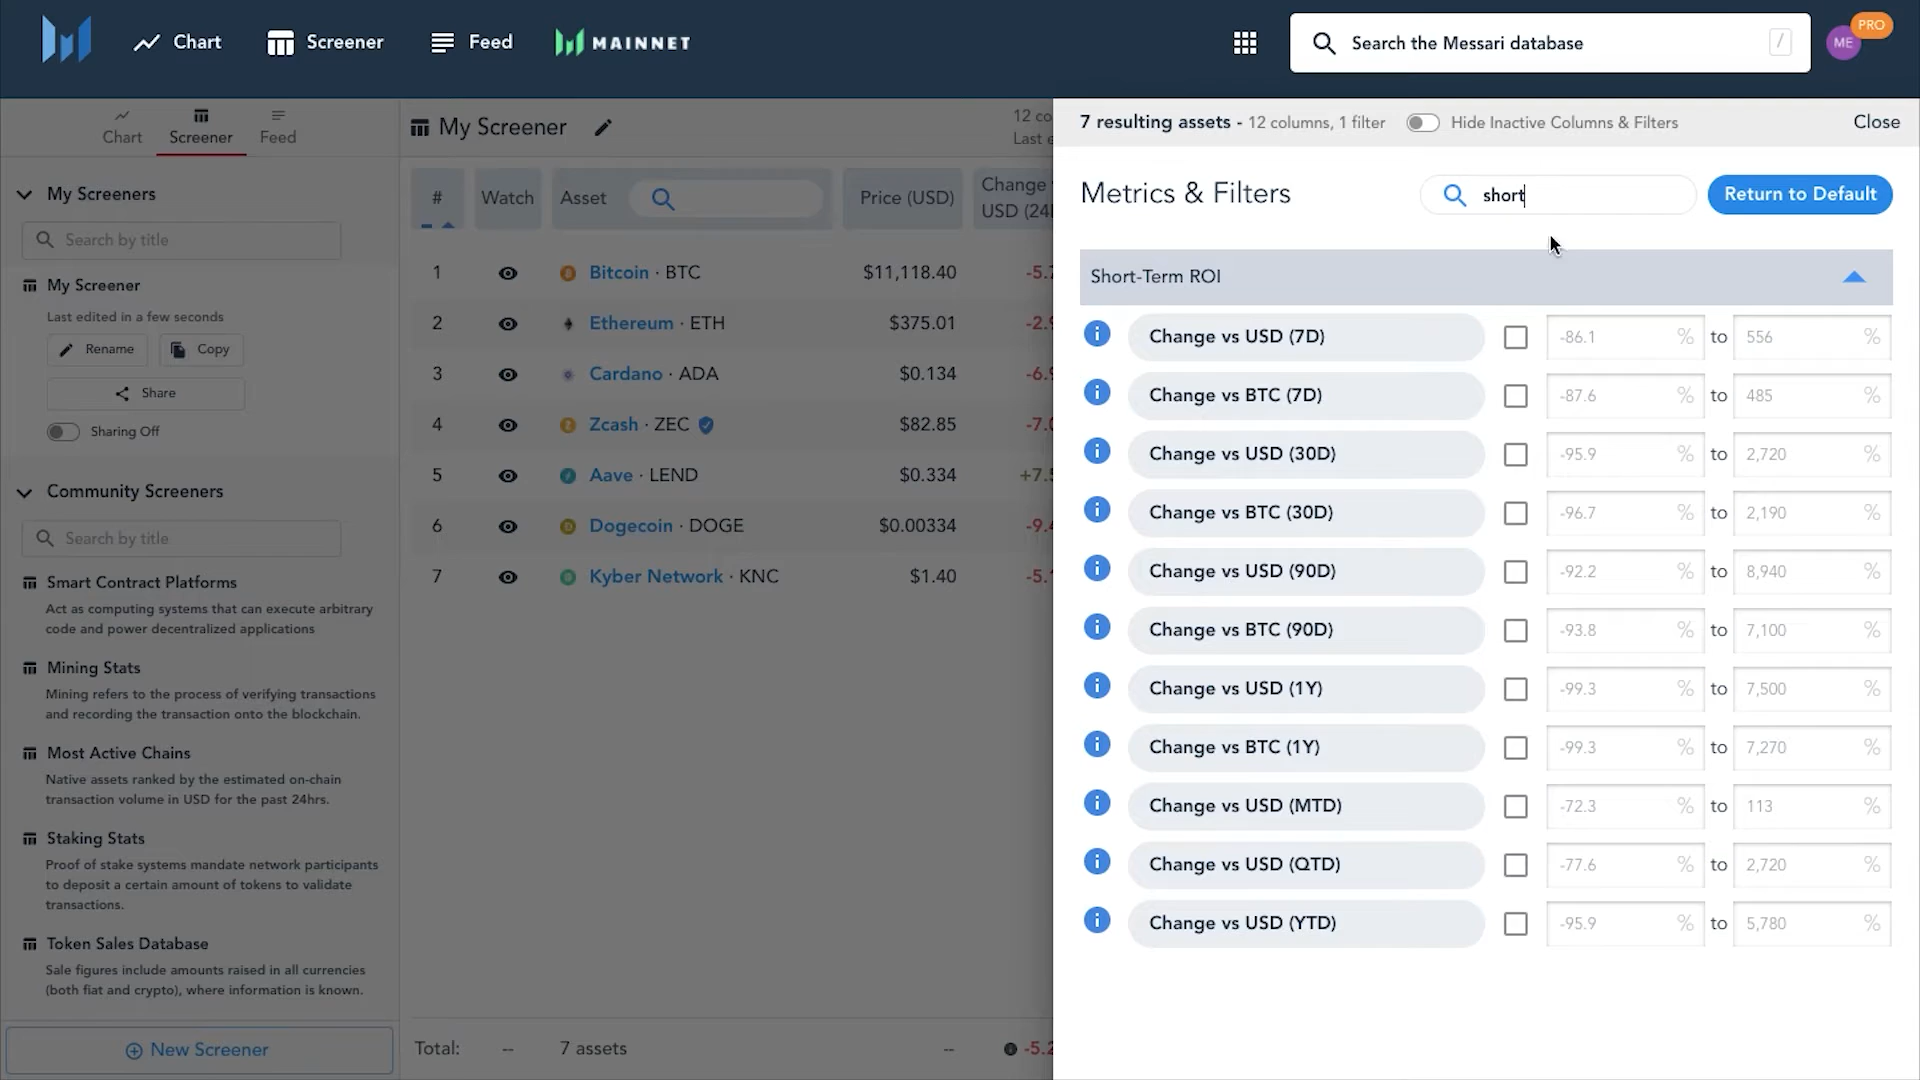 Chart
Screener
Feed
MAINNET
Search the Messari database
/
ME
PRO
Chart
Screener
Feed
My Screeners
Search by title
My Screener
Last edited in a few seconds
Rename
Copy
Share
Sharing Off
Community Screeners
Search by title
Smart Contract Platforms
Act as computing systems that can execute arbitrary
code and power decentralized applications
Mining Stats
Mining refers to the process of verifying transactions
and recording the transaction onto the blockchain.
Most Active Chains
Native assets ranked by the estimated on-chain
transaction volume in USD for the past 24hrs.
Staking Stats
Proof of stake systems mandate network participants
to deposit a certain amount of tokens to validate
transactions.
Token Sales Database
Sale figures include amounts raised in all currencies
(both fiat and crypto), where information is known.
New Screener
My Screener
12 co
Last e
# Watch Asset Price (USD) Change
USD (24
1 Bitcoin · BTC $11,118.40 -5.
2 Ethereum · ETH $375.01 -2.
3 Cardano · ADA $0.134 -6.
4 Zcash · ZEC $82.85 -7.
5 Aave · LEND $0.334 +7.
6 Dogecoin · DOGE $0.00334 -9.
7 Kyber Network · KNC $1.40 -5.
Total: -- 7 assets -- -5.2
7 resulting assets - 12 columns, 1 filter
Hide Inactive Columns & Filters
Close
Metrics & Filters
short
Return to Default
Short-Term ROI
Change vs USD (7D) -86.1 % to 556 %
Change vs BTC (7D) -87.6 % to 485 %
Change vs USD (30D) -95.9 % to 2,720 %
Change vs BTC (30D) -96.7 % to 2,190 %
Change vs USD (90D) -92.2 % to 8,940 %
Change vs BTC (90D) -93.8 % to 7,100 %
Change vs USD (1Y) -99.3 % to 7,500 %
Change vs BTC (1Y) -99.3 % to 7,270 %
Change vs USD (MTD) -72.3 % to 113 %
Change vs USD (QTD) -77.6 % to 2,720 %
Change vs USD (YTD) -95.9 % to 5,780 %